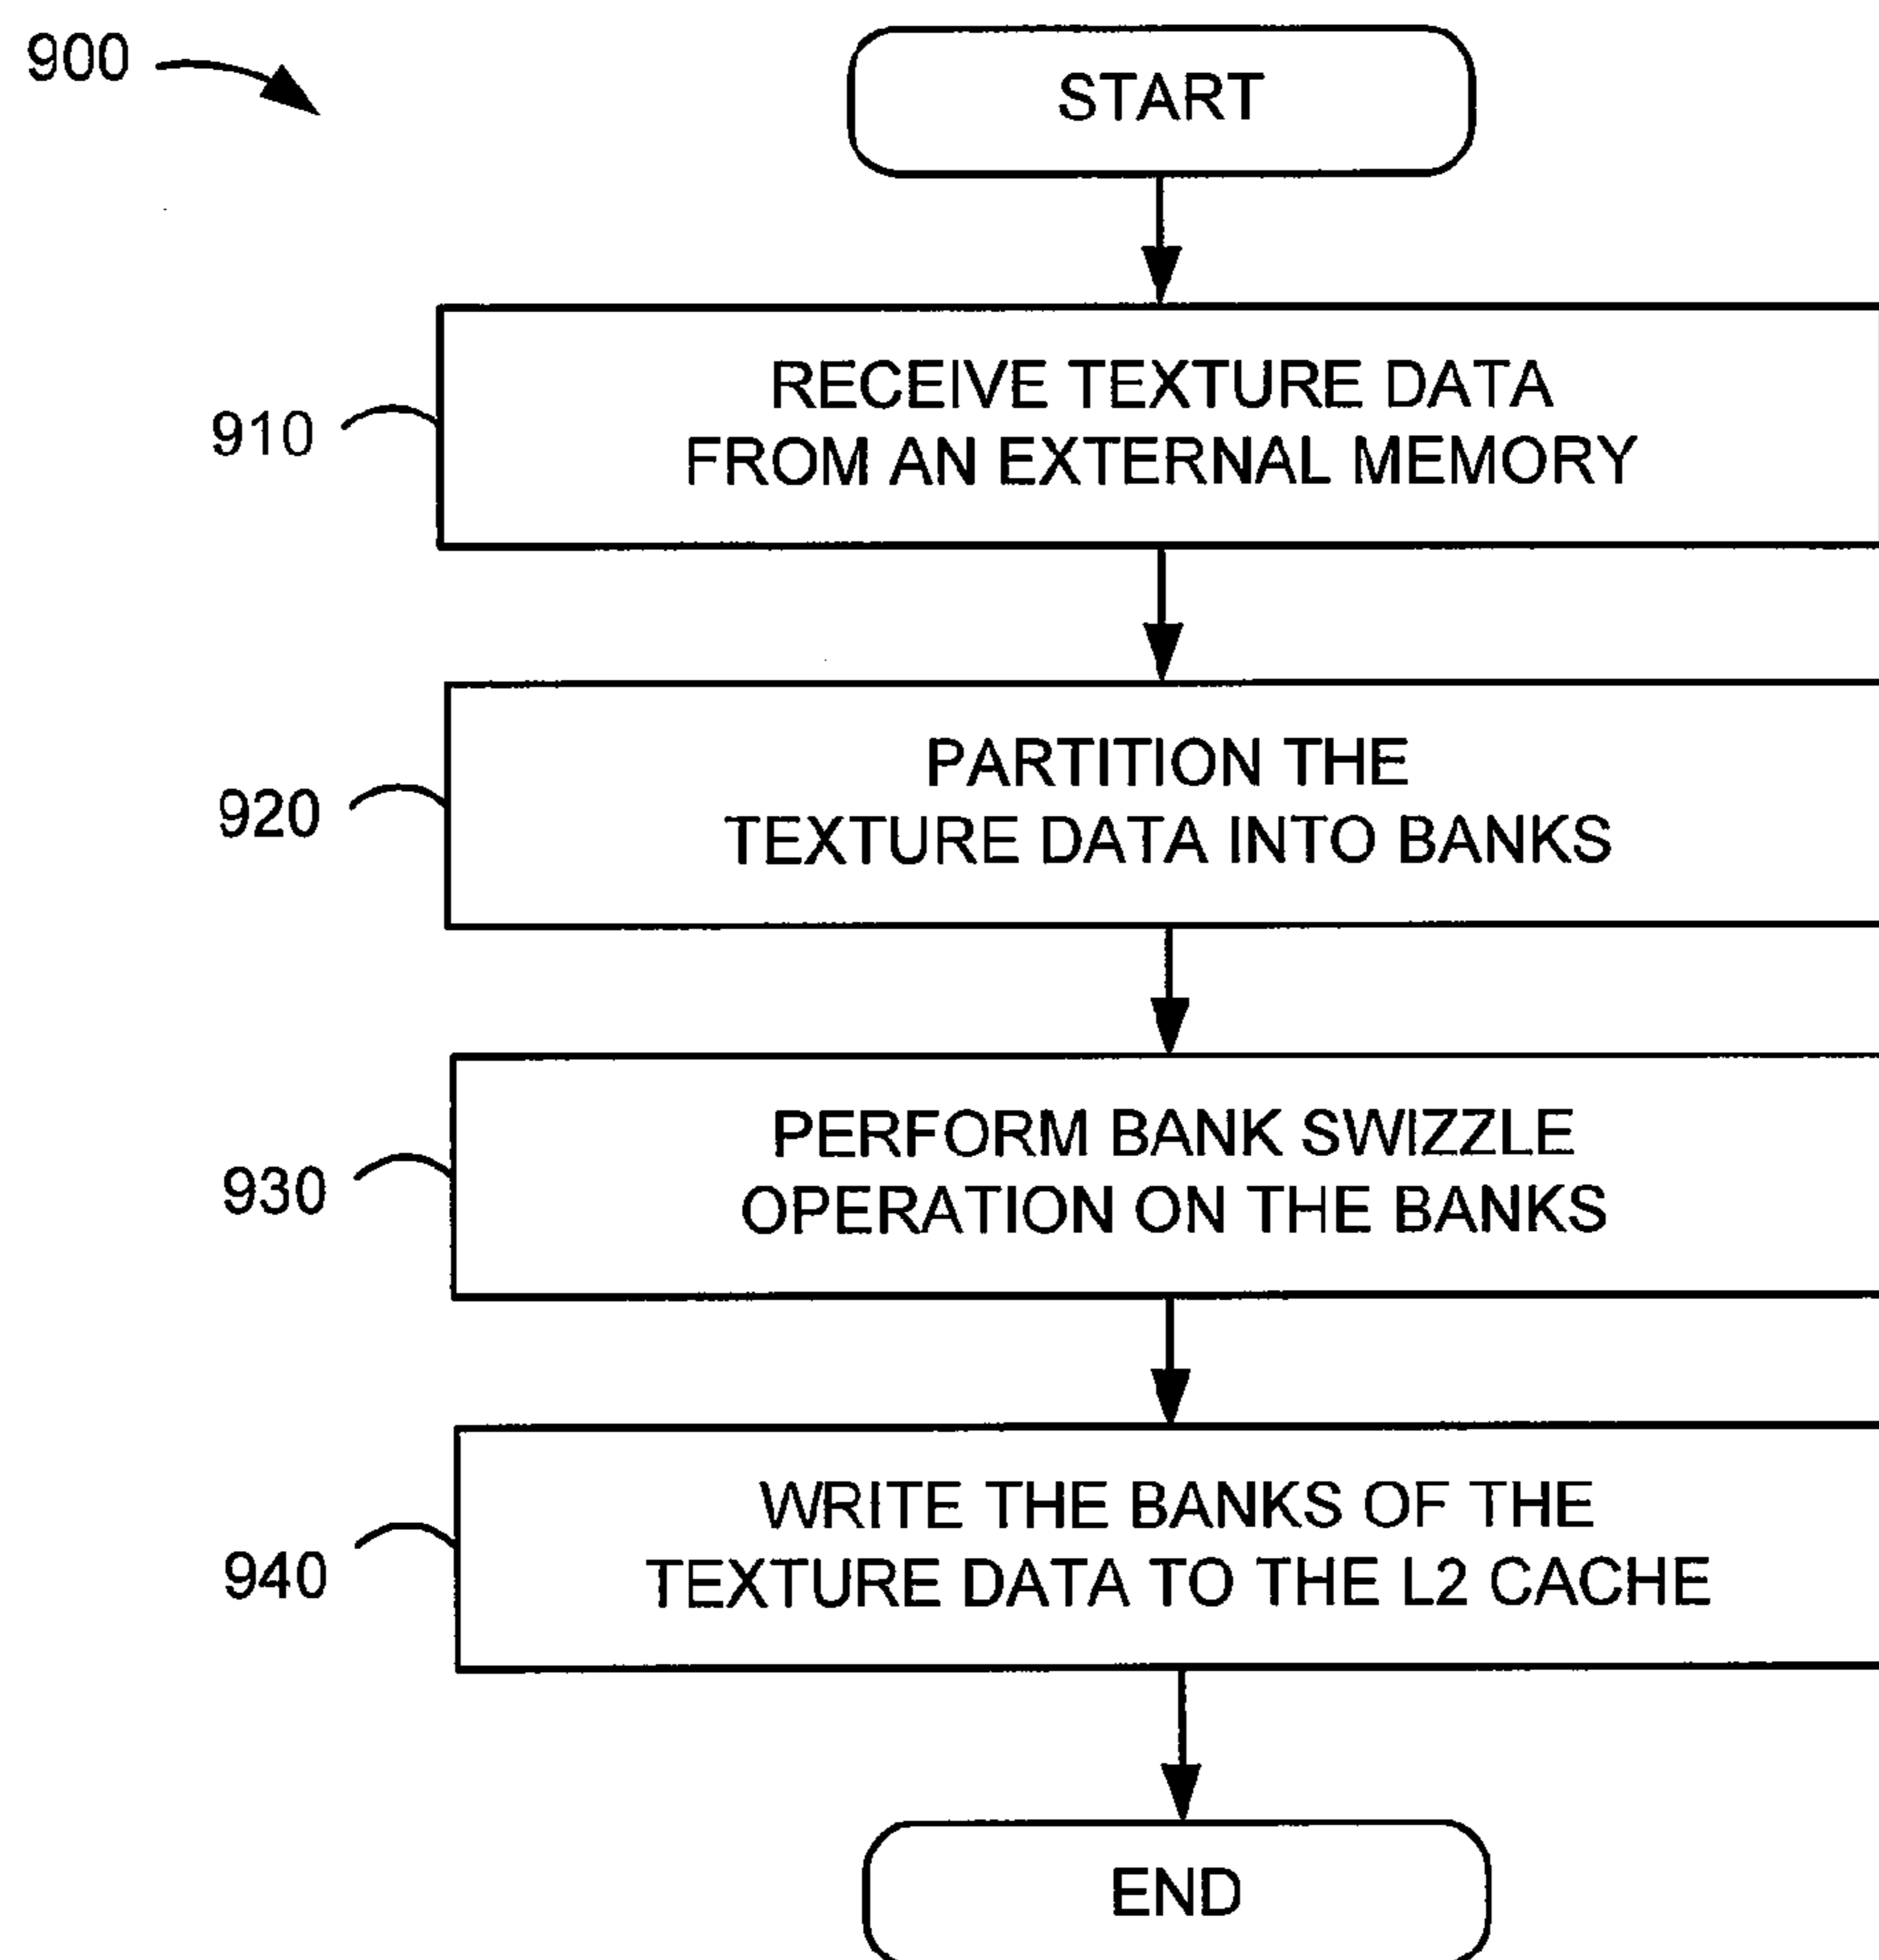 900
START
910
RECEIVE TEXTURE DATA
FROM AN EXTERNAL MEMORY
920
PARTITION THE
TEXTURE DATA INTO BANKS
930
PERFORM BANK SWIZZLE
OPERATION ON THE BANKS
940
WRITE THE BANKS OF THE
TEXTURE DATA TO THE L2 CACHE
END